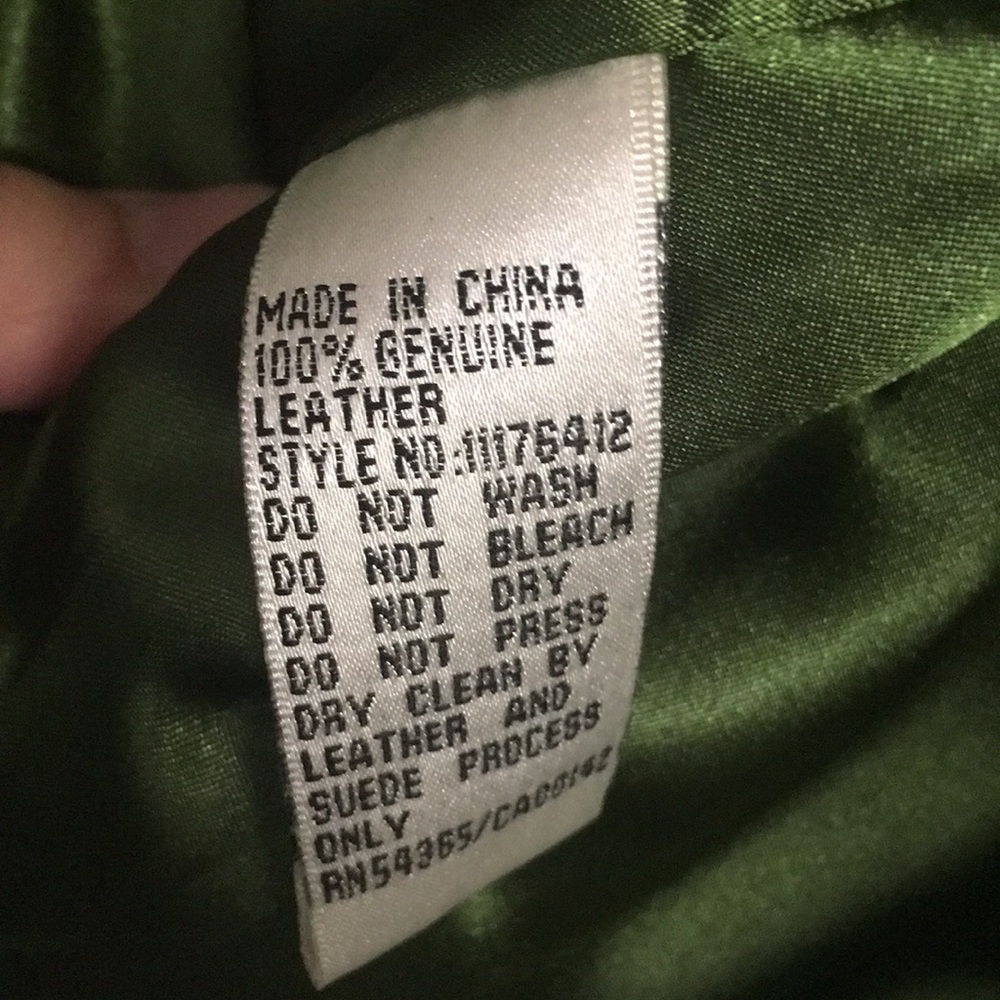 MADE IN CHINA
100% GENUINE
LEATHER
STYLE NO:11176412
DO NOT WASH
DO NOT BLEACH
DO NOT DRY
DO NOT PRESS
DRY CLEAN BY
LEATHER AND
SUEDE PROCESS
ONLY
RN54365/CA00142